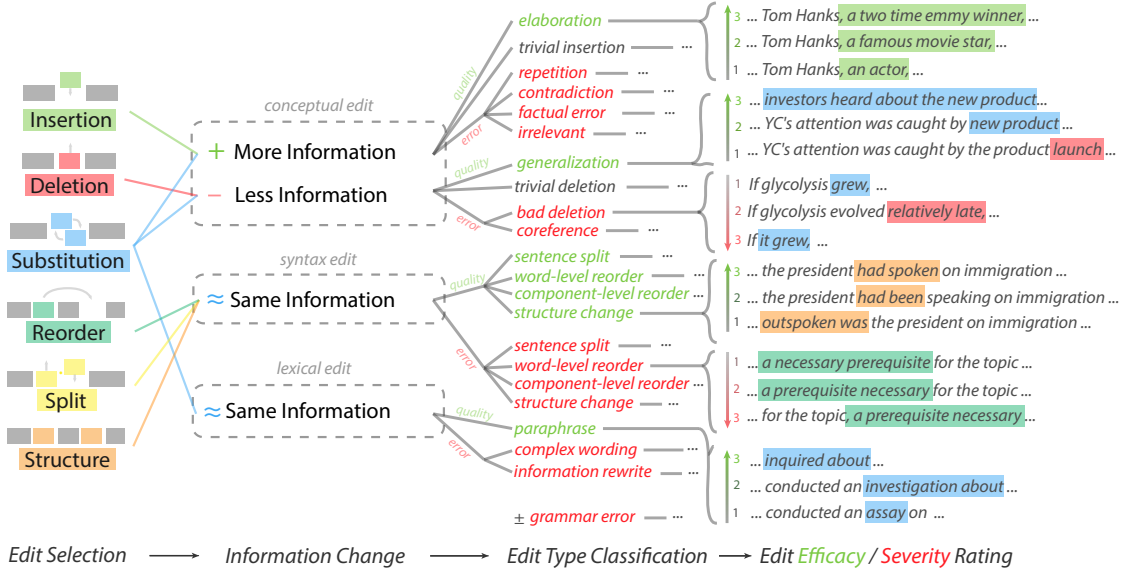 Insertion
Deletion
Substitution
Reorder
Split
Structure
conceptual edit
+ More Information
− Less Information
syntax edit
≈ Same Information
lexical edit
≈ Same Information
quality
error
quality
error
quality
error
quality
error
elaboration
trivial insertion ...
repetition ...
contradiction ...
factual error ...
irrelevant ...
generalization
trivial deletion ...
bad deletion
coreference ...
sentence split ...
word-level reorder ...
component-level reorder ...
structure change
sentence split ...
word-level reorder
component-level reorder ...
structure change ...
paraphrase
complex wording ...
information rewrite ...
± grammar error ...
3 ... Tom Hanks, a two time emmy winner, ...
2 ... Tom Hanks, a famous movie star, ...
1 ... Tom Hanks, an actor, ...
3 ... investors heard about the new product...
2 ... YC's attention was caught by new product ...
1 ... YC's attention was caught by the product launch
1 If glycolysis grew, ...
2 If glycolysis evolved relatively late, ...
3 If it grew, ...
3 ... the president had spoken on immigration ...
2 ... the president had been speaking on immigration ...
1 ... outspoken was the president on immigration ...
1 ... a necessary prerequisite for the topic ...
2 ... a prerequisite necessary for the topic ...
3 ... for the topic, a prerequisite necessary ...
3 ... inquired about ...
2 ... conducted an investigation about ...
1 ... conducted an assay on ...
Edit Selection
Information Change
Edit Type Classification
Edit Efficacy / Severity Rating